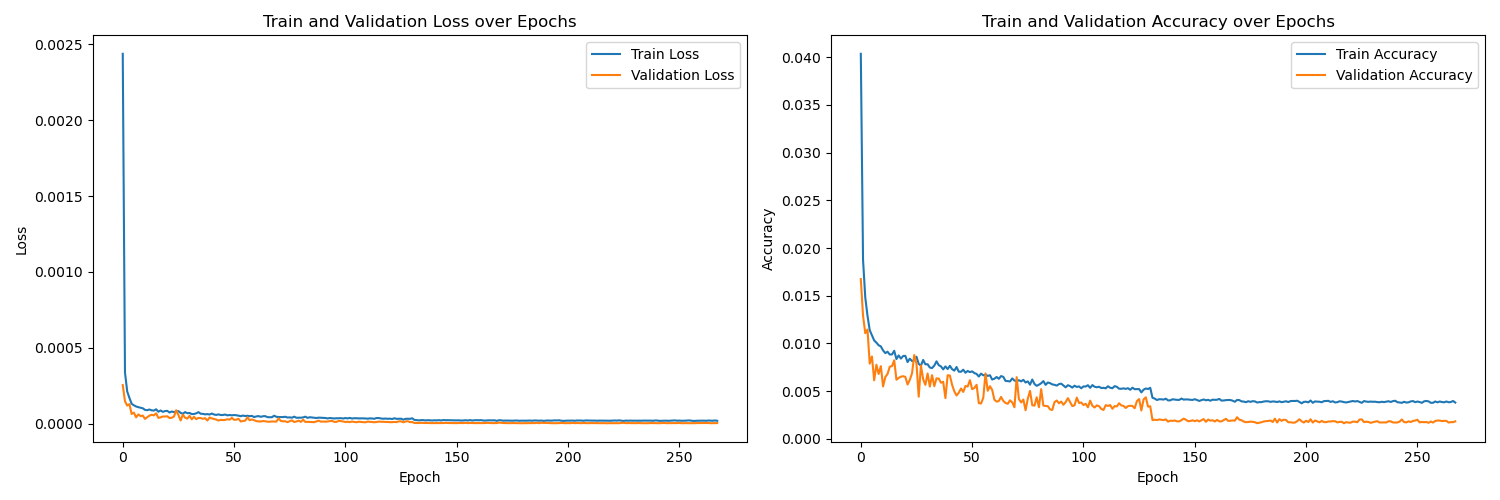 Train and Validation Loss over Epochs
0.0025
0.0020
0.0015
0.0010
0.0005
0.0000
Loss
Train Loss
Validation Loss
0
50
100
150
200
250
Epoch
Train and Validation Accuracy over Epochs
0.040
0.035
0.030
0.025
0.020
0.015
0.010
0.005
0.000
Accuracy
Train Accuracy
Validation Accuracy
0
50
100
150
200
250
Epoch